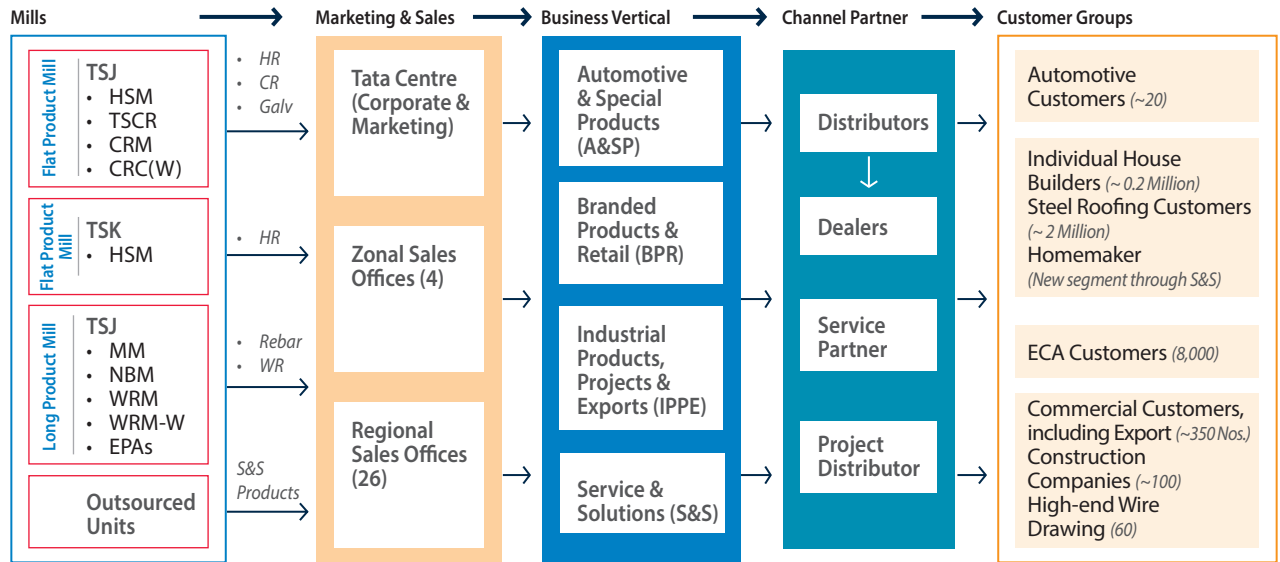 Mills
Marketing & Sales
Business Vertical
Channel Partner
Customer Groups
Flat Product Mill
TSJ
• HSM
• TSCR
• CRM
• CRC(W)
• HR
• CR
• Galv
Flat Product
Mill
TSK
• HSM
• HR
Long Product Mill
TSJ
• MM
• NBM
• WRM
• WRM-W
• EPAs
• Rebar
• WR
Outsourced
Units
S&S
Products
Tata Centre
(Corporate &
Marketing)
Zonal Sales
Offices (4)
Regional
Sales Offices
(26)
Automotive
& Special
Products
(A&SP)
Branded
Products &
Retail (BPR)
Industrial
Products,
Projects &
Exports (IPPE)
Service &
Solutions (S&S)
Distributors
Dealers
Service
Partner
Project
Distributor
Automotive
Customers (~20)
Individual House
Builders (~ 0.2 Million)
Steel Roofing Customers
(~ 2 Million)
Homemaker
(New segment through S&S)
ECA Customers (8,000)
Commercial Customers,
including Export (~350 Nos.)
Construction
Companies (~100)
High-end Wire
Drawing (60)